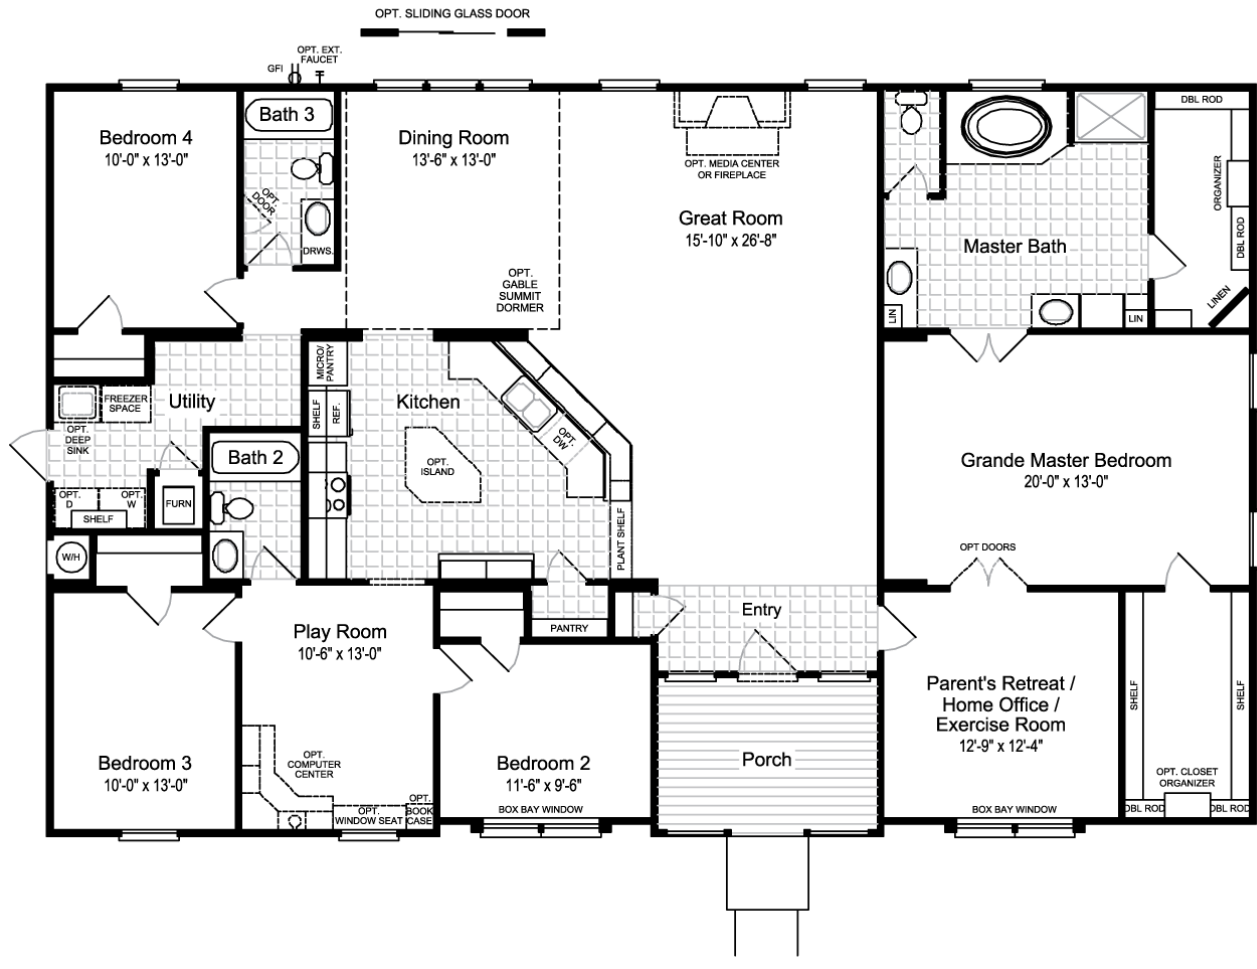 OPT. SLIDING GLASS DOOR
OPT. EXT.
FAUCET
GFI
Bedroom 4
10'-0" x 13'-0"
Bath 3
OPT.
DOOR
DRWS.
Dining Room
13'-6" x 13'-0"
OPT.
GABLE
SUMMIT
DORMER
OPT. MEDIA CENTER
OR FIREPLACE
Great Room
15'-10" x 26'-8"
Master Bath
LIN
LIN
DBL ROD
ORGANIZER
DBL ROD
LINEN
MICRO/
PANTRY
SHELF
REF.
Kitchen
OPT.
DW
OPT.
ISLAND
PLANT SHELF
PANTRY
Utility
FREEZER
SPACE
OPT.
DEEP
SINK
OPT.
D
OPT.
W
SHELF
FURN
Bath 2
W/H
Grande Master Bedroom
20'-0" x 13'-0"
OPT DOORS
Entry
Play Room
10'-6" x 13'-0"
Bedroom 3
10'-0" x 13'-0"
OPT.
COMPUTER
CENTER
OPT.
WINDOW SEAT
OPT.
BOOK
CASE
Bedroom 2
11'-6" x 9'-6"
BOX BAY WINDOW
Porch
Parent's Retreat /
Home Office /
Exercise Room
12'-9" x 12'-4"
BOX BAY WINDOW
SHELF
SHELF
OPT. CLOSET
ORGANIZER
DBL ROD
DBL ROD